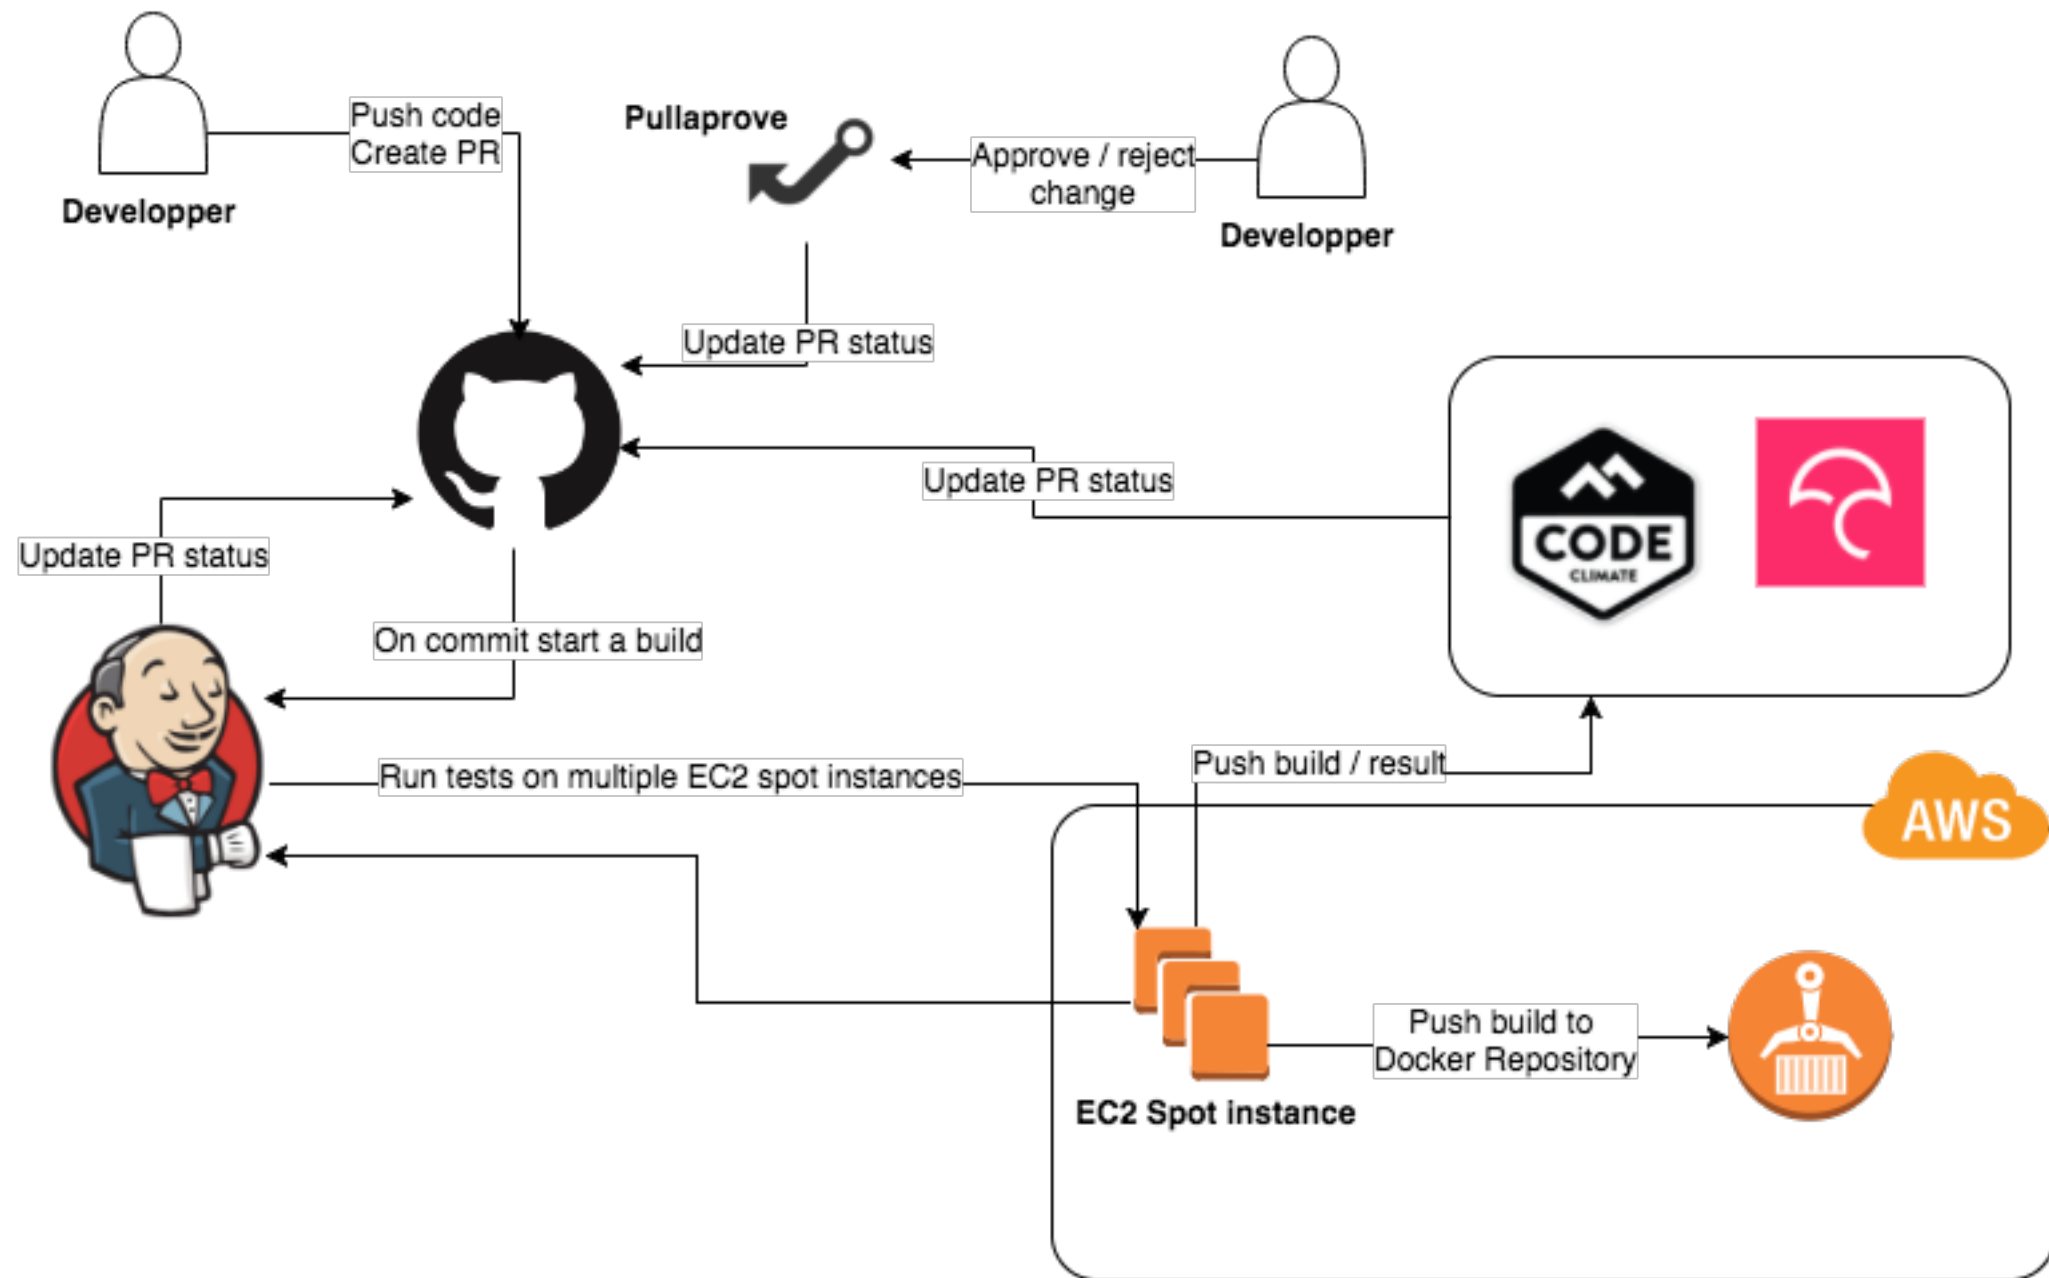 Push code
Create PR
Developper
Pullaprove
Approve / reject
change
Developper
Update PR status
Update PR status
Update PR status
On commit start a build
CODE
CLIMATE
Run tests on multiple EC2 spot instances
Push build / result
AWS
Push build to
Docker Repository
EC2 Spot instance